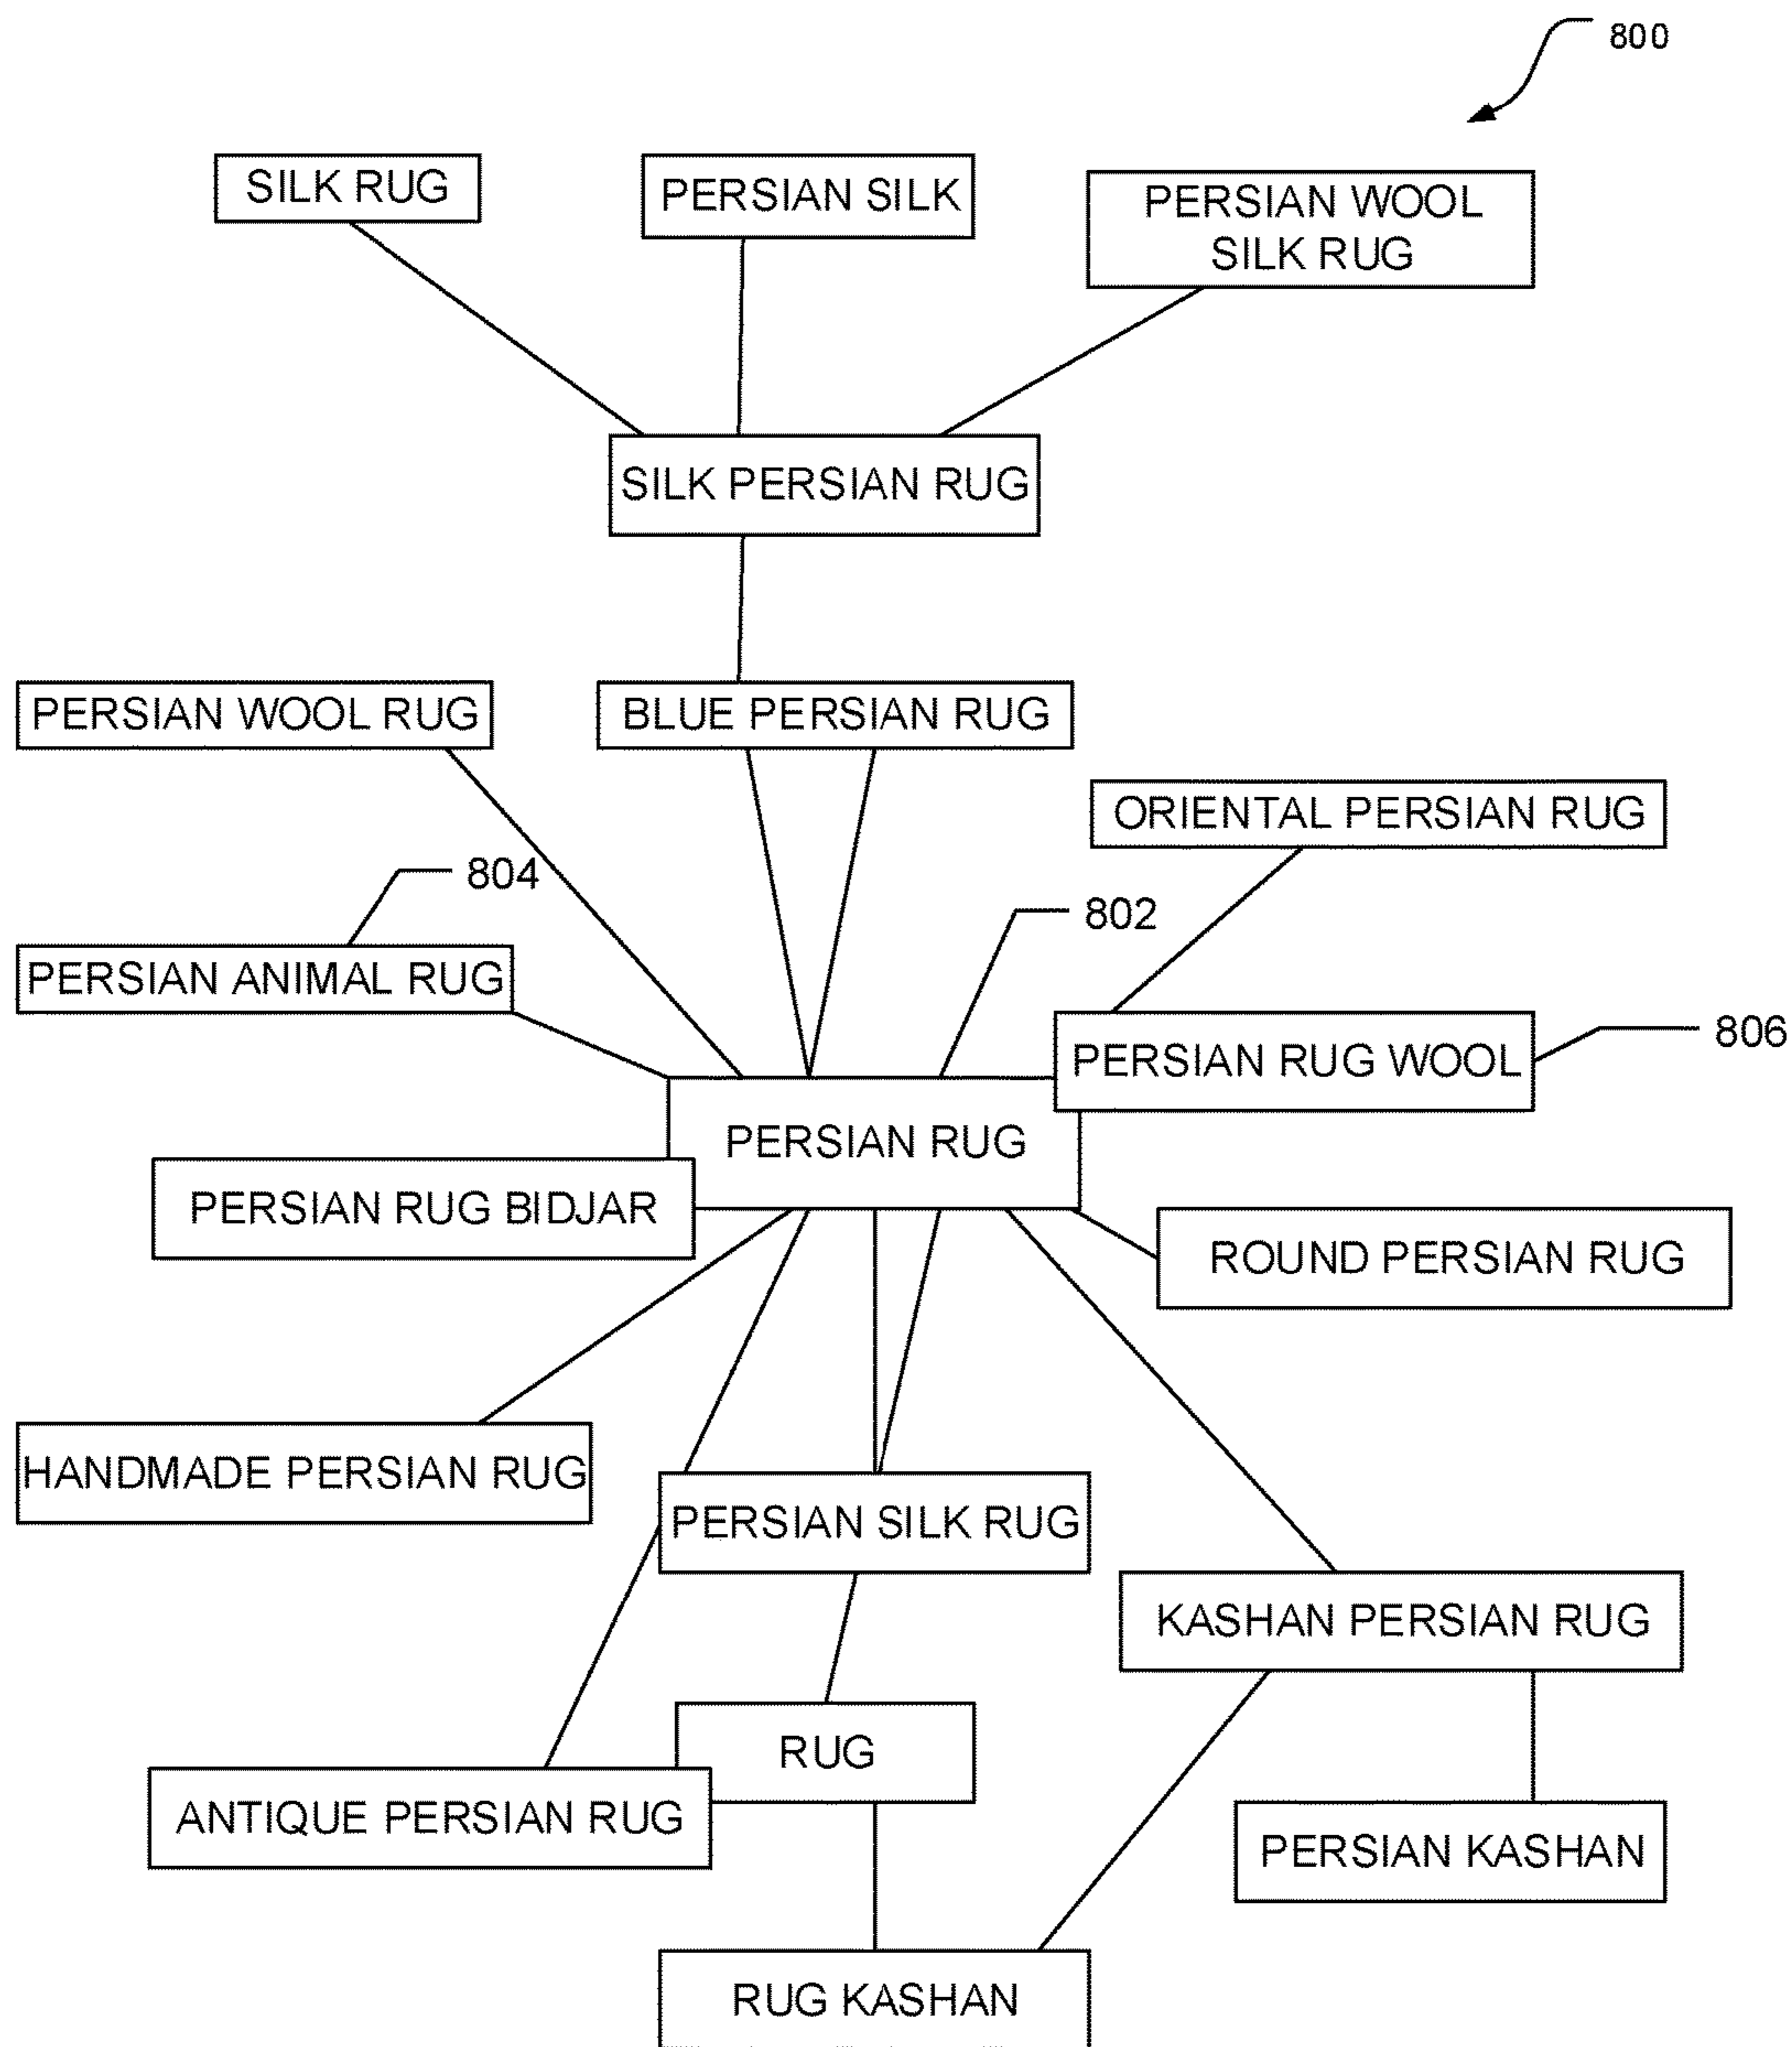 800
SILK RUG
PERSIAN SILK
PERSIAN WOOL
SILK RUG
SILK PERSIAN RUG
PERSIAN WOOL RUG
BLUE PERSIAN RUG
ORIENTAL PERSIAN RUG
804
802
PERSIAN ANIMAL RUG
806
PERSIAN RUG WOOL
PERSIAN RUG
PERSIAN RUG BIDJAR
ROUND PERSIAN RUG
HANDMADE PERSIAN RUG
PERSIAN SILK RUG
KASHAN PERSIAN RUG
RUG
ANTIQUE PERSIAN RUG
PERSIAN KASHAN
RUG KASHAN